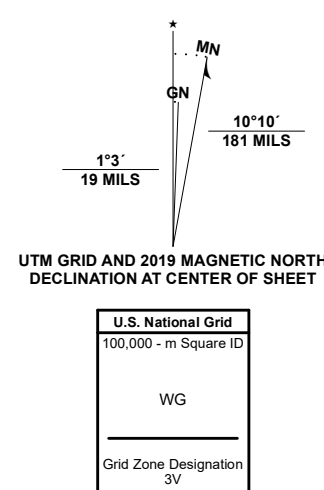 ★
MN
GN
10°10´
181 MILS
1°3´
19 MILS
UTM GRID AND 2019 MAGNETIC NORTH
DECLINATION AT CENTER OF SHEET
U.S. National Grid
100,000 - m Square ID
WG
Grid Zone Designation
3V